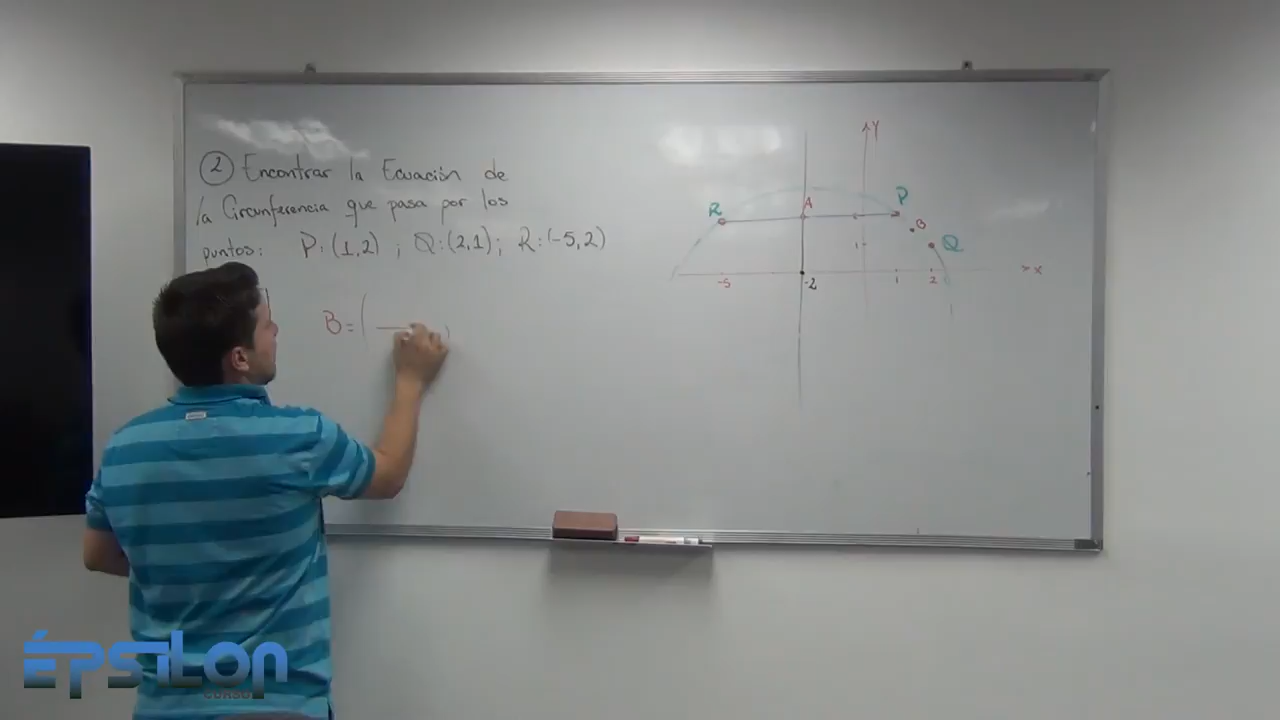 ② Encontrar la Ecuación de
la Circunferencia que pasa por los
puntos: P:(1,2) ; Q:(2,1); R:(-5,2)
B=(
Y
R A P
B
Q
1
-5 -2 1 2 x
ÉPSILON
CURSO